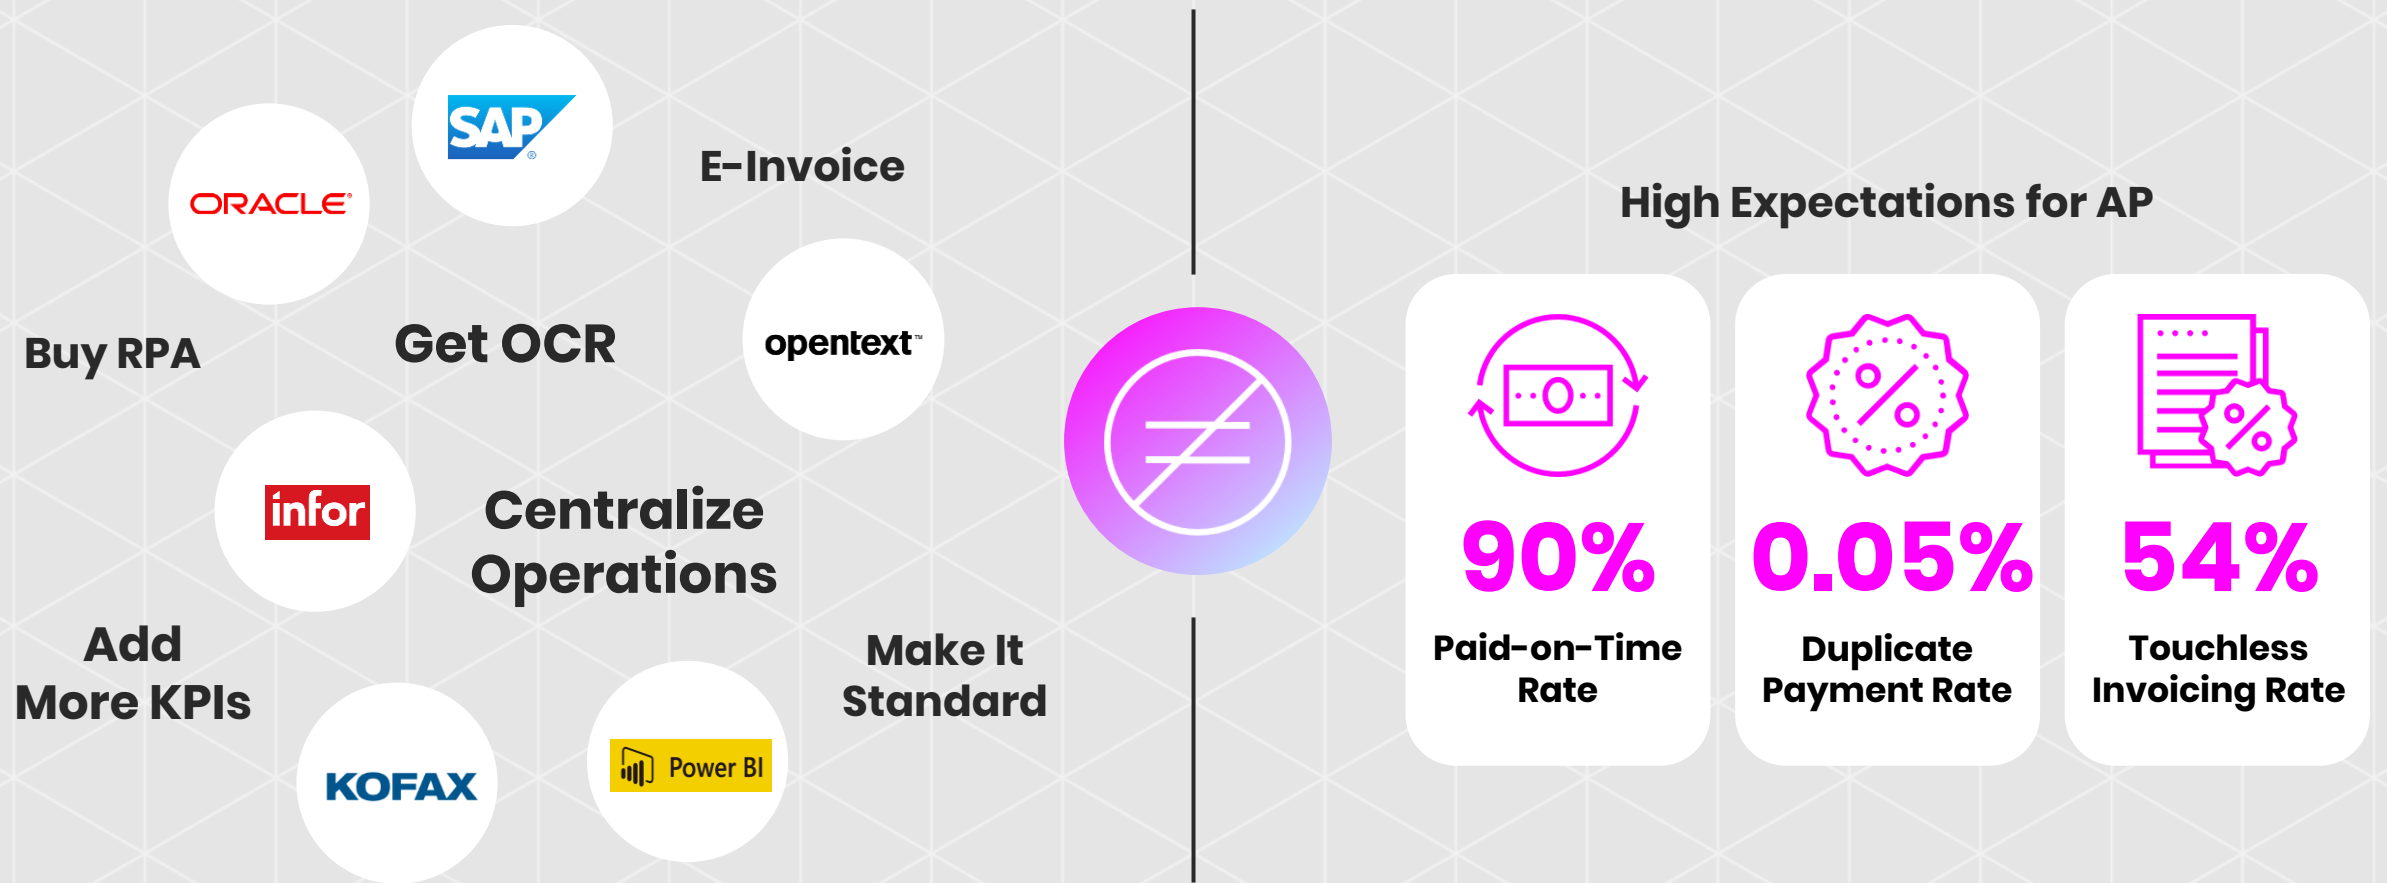 SAP®
ORACLE®
E-Invoice
Buy RPA
Get OCR
opentext™
infor
Centralize
Operations
Add
More KPIs
Make It
Standard
KOFAX
Power BI
High Expectations for AP
90%
Paid-on-Time
Rate
0.05%
Duplicate
Payment Rate
54%
Touchless
Invoicing Rate